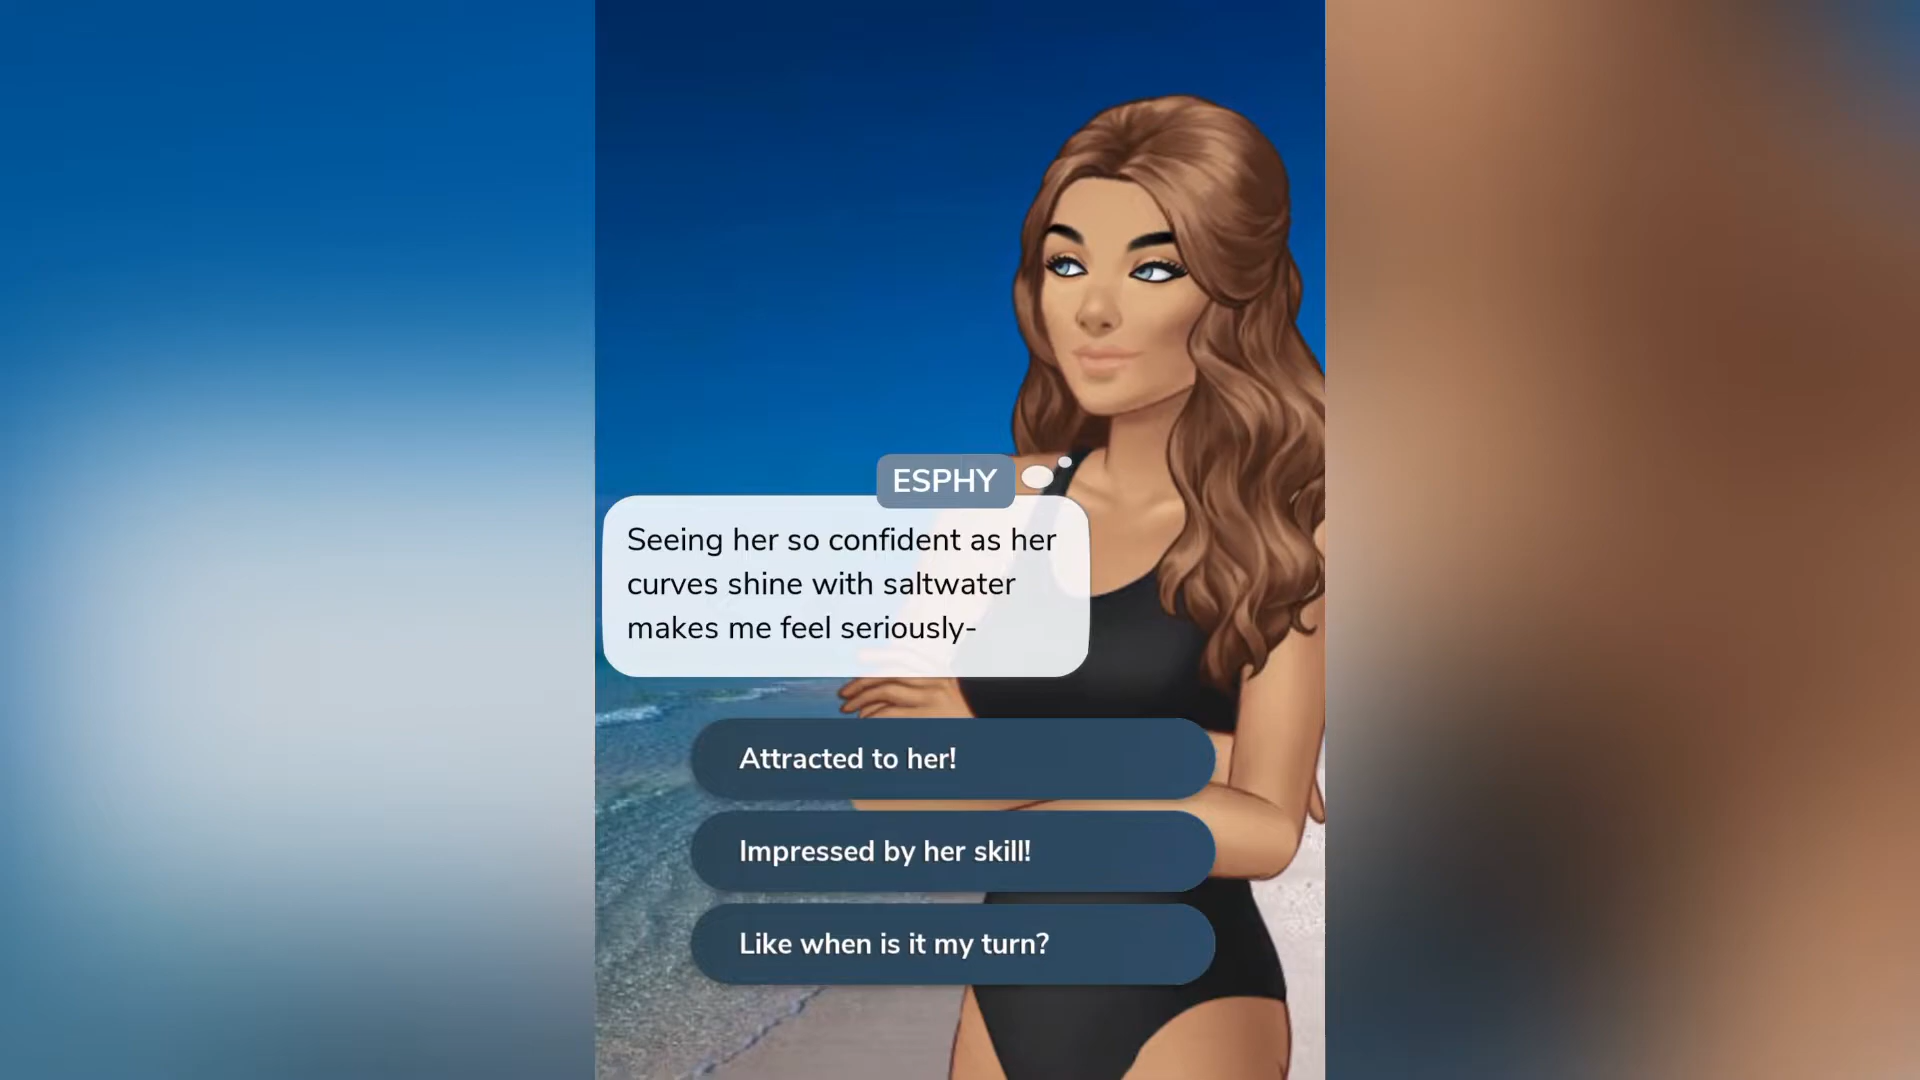 ESPHY
Seeing her so confident as her
curves shine with saltwater
makes me feel seriously-
Attracted to her!
Impressed by her skill!
Like when is it my turn?